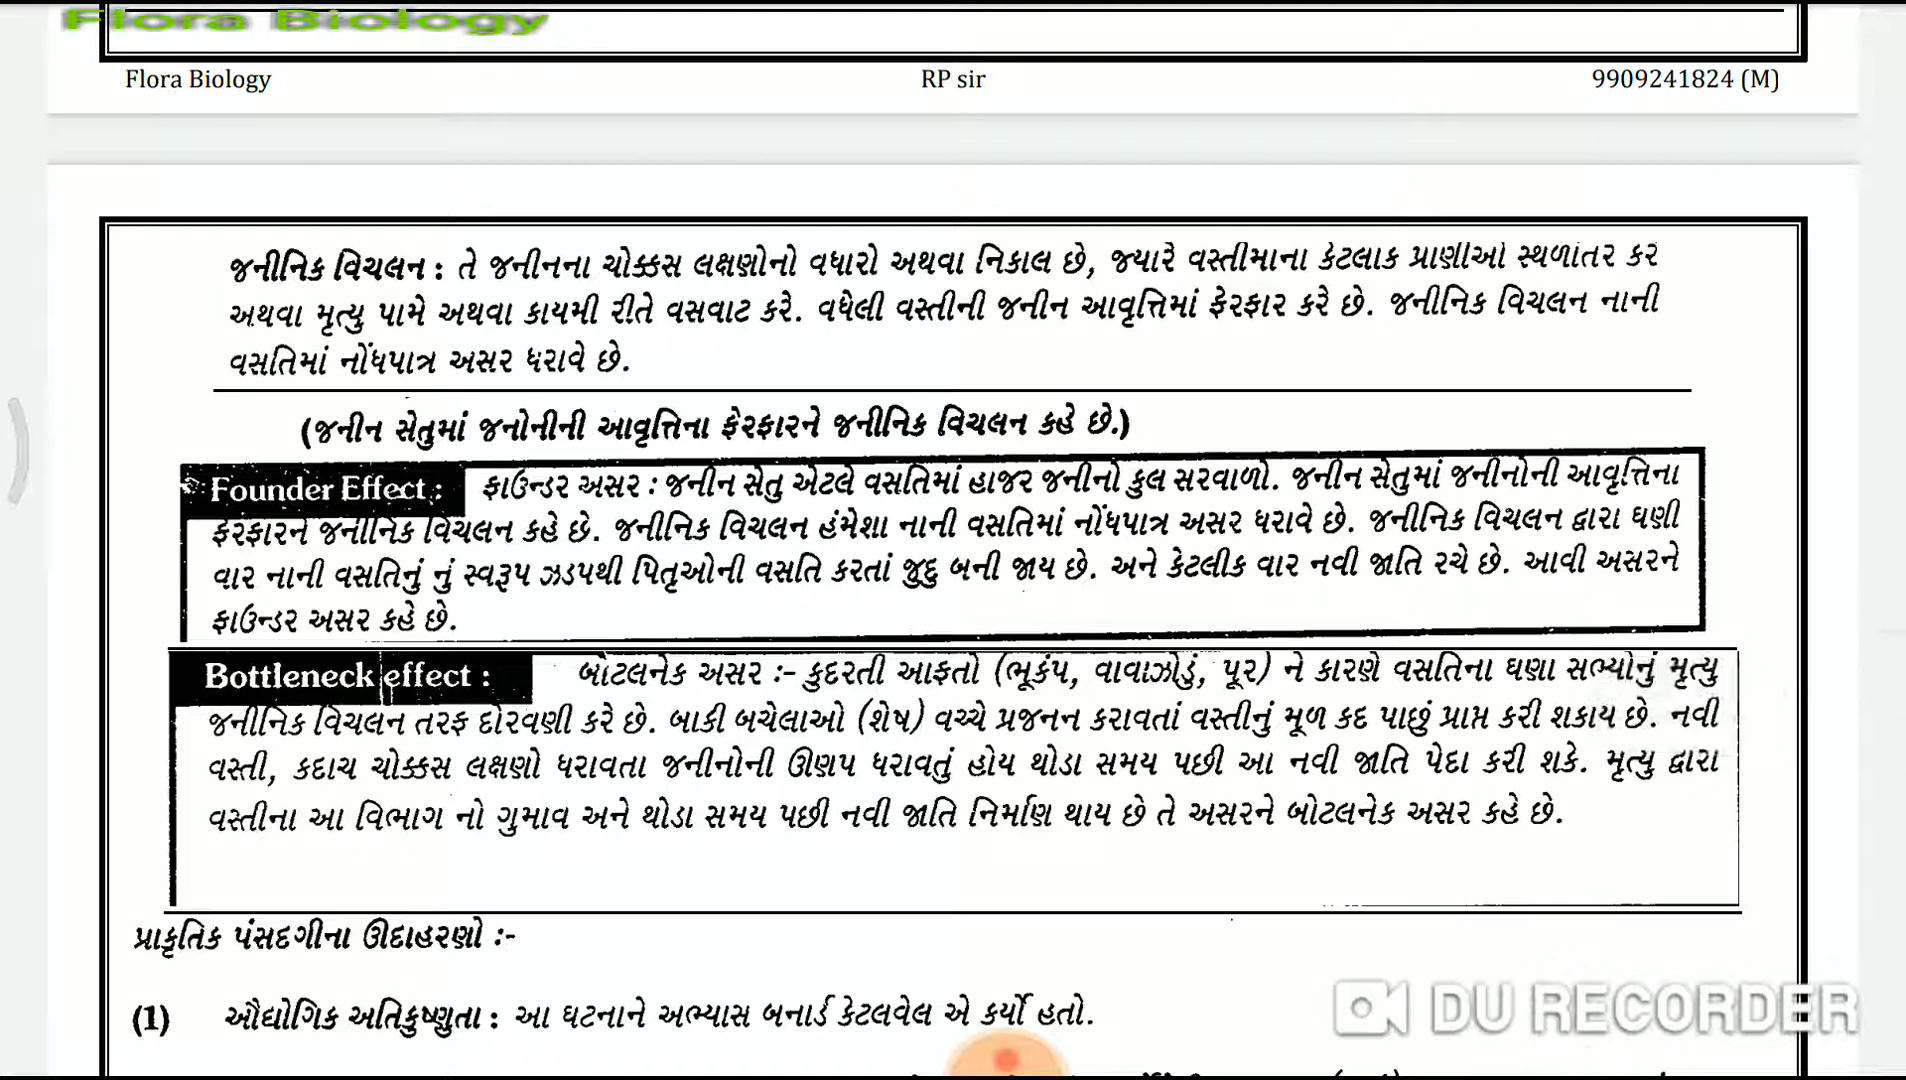 Flora Biology
Flora Biology RP sir 9909241824 (M)
જનીનિક વિચલન : તે જનીનના ચોક્કસ લક્ષણોનો વધારો અથવા નિકાલ છે, જ્યારે વસ્તીમાના કેટલાક પ્રાણીઓ સ્થળાંતર કરે
અથવા મૃત્યુ પામે અથવા કાયમી રીતે વસવાટ કરે. વધેલી વસ્તીની જનીન આવૃત્તિમાં ફેરફાર કરે છે. જનીનિક વિચલન નાની
વસતિમાં નોંધપાત્ર અસર ધરાવે છે.
(જનીન સેતુમાં જનોનીની આવૃત્તિના ફેરફારને જનીનિક વિચલન કહે છે.)
Founder Effect : ફાઉન્ડર અસર : જનીન સેતુ એટલે વસતિમાં હાજર જનીનો કુલ સરવાળો. જનીન સેતુમાં જનીનોની આવૃત્તિના
ફેરફારને જનીનિક વિચલન કહે છે. જનીનિક વિચલન હંમેશા નાની વસતિમાં નોંધપાત્ર અસર ધરાવે છે. જનીનિક વિચલન દ્વારા ઘણી
વાર નાની વસતિનું નું સ્વરૂપ ઝડપથી પિતૃઓની વસતિ કરતાં જુદુ બની જાય છે. અને કેટલીક વાર નવી જાતિ રચે છે. આવી અસરને
ફાઉન્ડર અસર કહે છે.
Bottleneck effect : બોટલનેક અસર :- કુદરતી આફતો (ભૂકંપ, વાવાઝોડું, પૂર) ને કારણે વસતિના ઘણા સભ્યોનું મૃત્યુ
જનીનિક વિચલન તરફ દોરવણી કરે છે. બાકી બચેલાઓ (શેષ) વચ્ચે પ્રજનન કરાવતાં વસ્તીનું મૂળ કદ પાછું પ્રાપ્ત કરી શકાય છે. નવી
વસ્તી, કદાચ ચોક્કસ લક્ષણો ધરાવતા જનીનોની ઊણપ ધરાવતું હોય થોડા સમય પછી આ નવી જાતિ પેદા કરી શકે. મૃત્યુ દ્વારા
વસ્તીના આ વિભાગ નો ગુમાવ અને થોડા સમય પછી નવી જાતિ નિર્માણ થાય છે તે અસરને બોટલનેક અસર કહે છે.
પ્રાકૃતિક પંસદગીના ઊદાહરણો :-
(1) ઔદ્યોગિક અતિકૃષ્ણુતા : આ ઘટનાને અભ્યાસ બનાર્ડ કેટલવેલ એ કર્યો હતો.
DU RECORDER